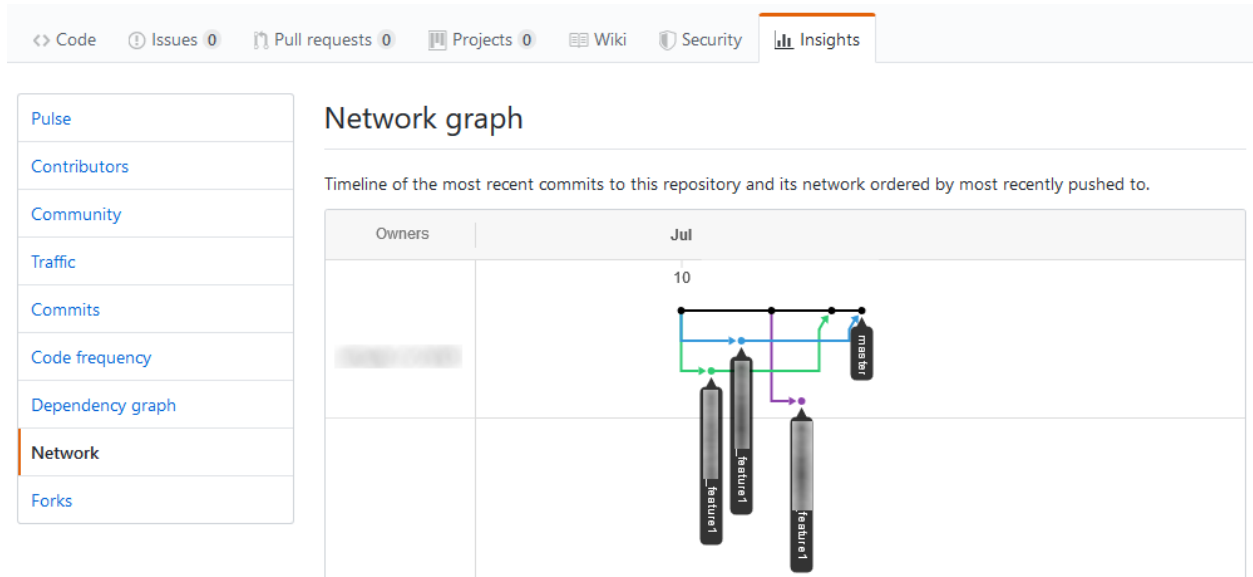 Code Issues 0 Pull requests 0 Projects 0 Wiki Security Insights
Pulse
Contributors
Community
Traffic
Commits
Code frequency
Dependency graph
Network
Forks
Network graph
Timeline of the most recent commits to this repository and its network ordered by most recently pushed to.
Owners
Jul
10
master
_feature1
_feature1
feature1